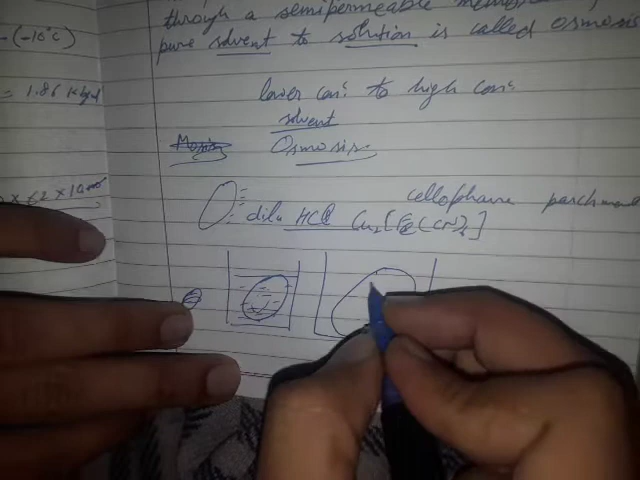 through a semipermeable
-(-10°C)
pure solvent to solution is called osmosis
= 1.86 K kg
lower conc. to high conc.
solvent
Osmosis
cellophane parchment
dilu HCl Cu₂[Fe(CN)₆]